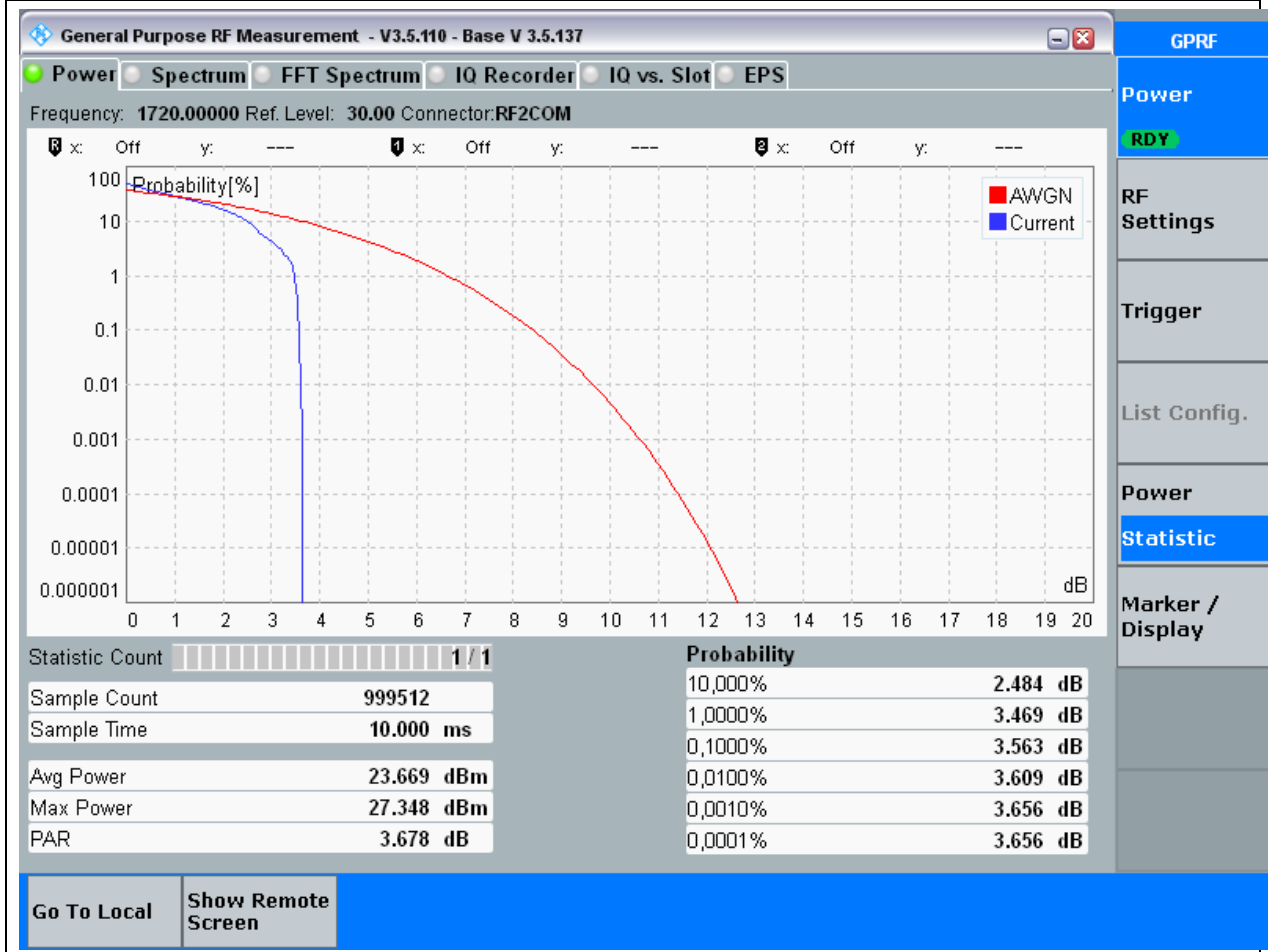 General Purpose RF Measurement - V3.5.110 - Base V 3.5.137
GPRF
Power Spectrum FFT Spectrum IQ Recorder IQ vs. Slot EPS
Frequency: 1720.00000 Ref. Level: 30.00 Connector:RF2COM
R x: Off y: --- 1 x: Off y: --- 2 x: Off y: ---
Probability[%]
AWGN
Current
100
10
1
0.1
0.01
0.001
0.0001
0.00001
0.000001
dB
0 1 2 3 4 5 6 7 8 9 10 11 12 13 14 15 16 17 18 19 20
Statistic Count 1 / 1
Sample Count 999512
Sample Time 10.000 ms
Avg Power 23.669 dBm
Max Power 27.348 dBm
PAR 3.678 dB
Probability
10,000% 2.484 dB
1,0000% 3.469 dB
0,1000% 3.563 dB
0,0100% 3.609 dB
0,0010% 3.656 dB
0,0001% 3.656 dB
Power
RDY
RF
Settings
Trigger
List Config.
Power
Statistic
Marker /
Display
Go To Local
Show Remote
Screen